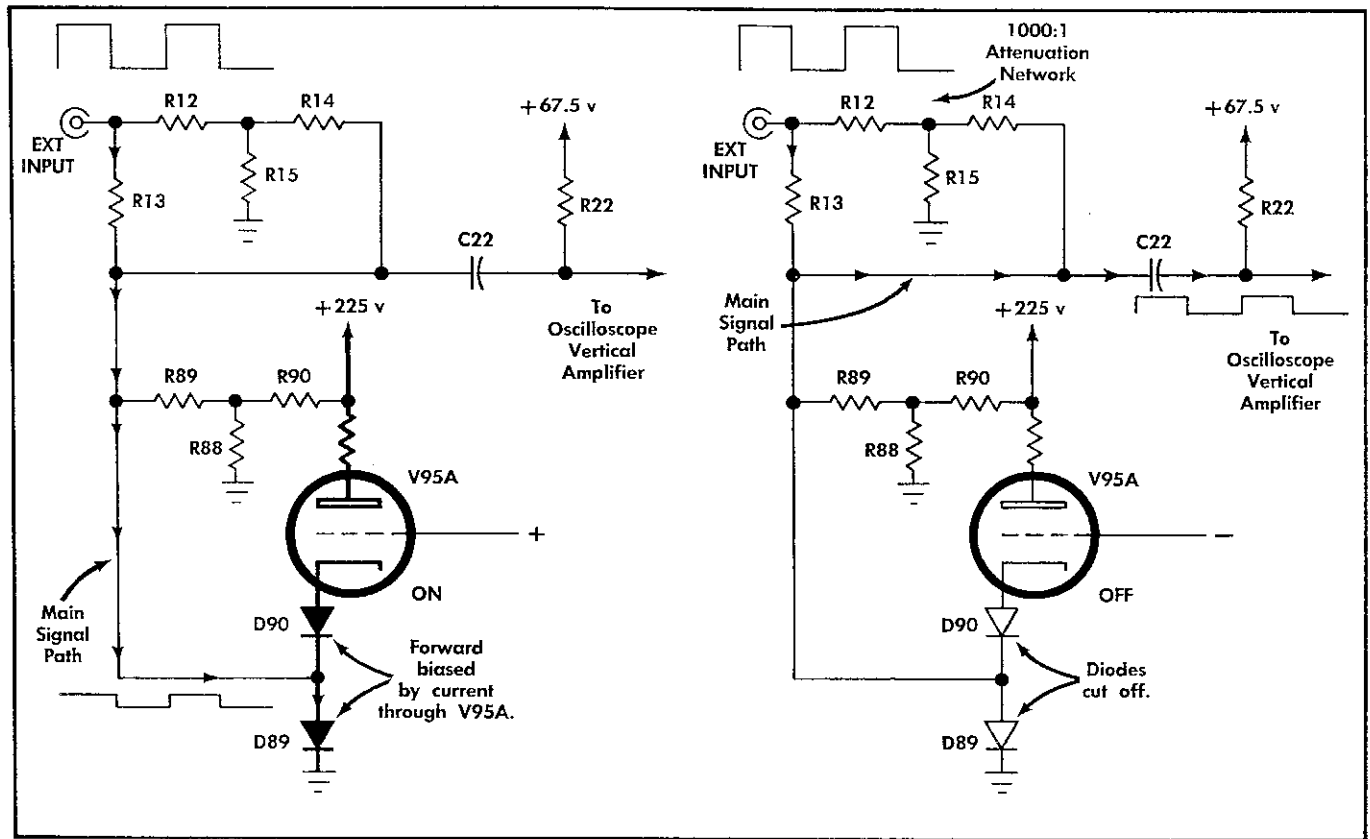 R12
R14
+67.5 v
EXT
INPUT
R15
R13
R22
C22
+225 v
To
Oscilloscope
Vertical
Amplifier
R89
R90
R88
V95A
+
ON
Main
Signal
Path
D90
Forward
biased
by current
through V95A.
D89
1000:1
Attenuation
Network
R12
R14
+67.5 v
EXT
INPUT
R15
R13
R22
C22
Main
Signal
Path
+225 v
To
Oscilloscope
Vertical
Amplifier
R89
R90
R88
V95A
−
OFF
D90
Diodes
cut off.
D89